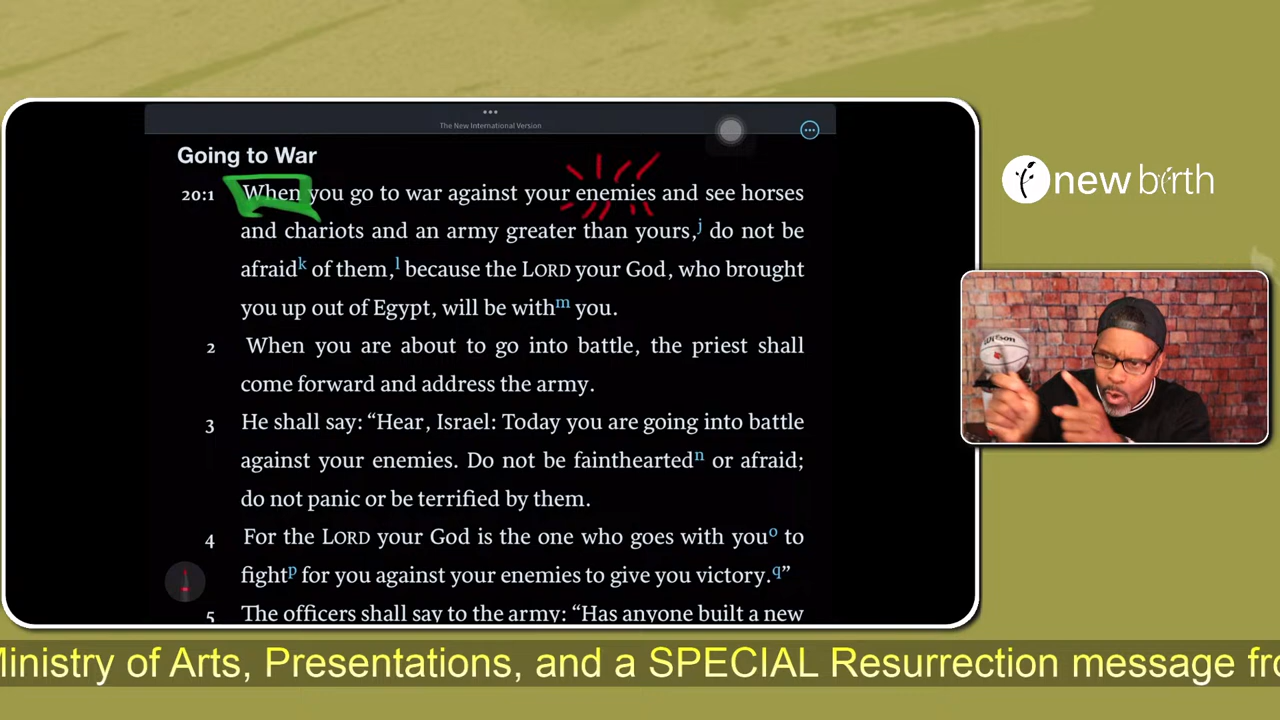 The New International Version
Going to War
20:1 When you go to war against your enemies and see horses
and chariots and an army greater than yours,j do not be
afraidk of them,l because the LORD your God, who brought
you up out of Egypt, will be withm you.
2 When you are about to go into battle, the priest shall
come forward and address the army.
3 He shall say: “Hear, Israel: Today you are going into battle
against your enemies. Do not be faintheartedn or afraid;
do not panic or be terrified by them.
4 For the LORD your God is the one who goes with youo to
fightp for you against your enemies to give you victory.q”
5 The officers shall say to the army: “Has anyone built a new
new birth
Wilson
Ministry of Arts, Presentations, and a SPECIAL Resurrection message fro